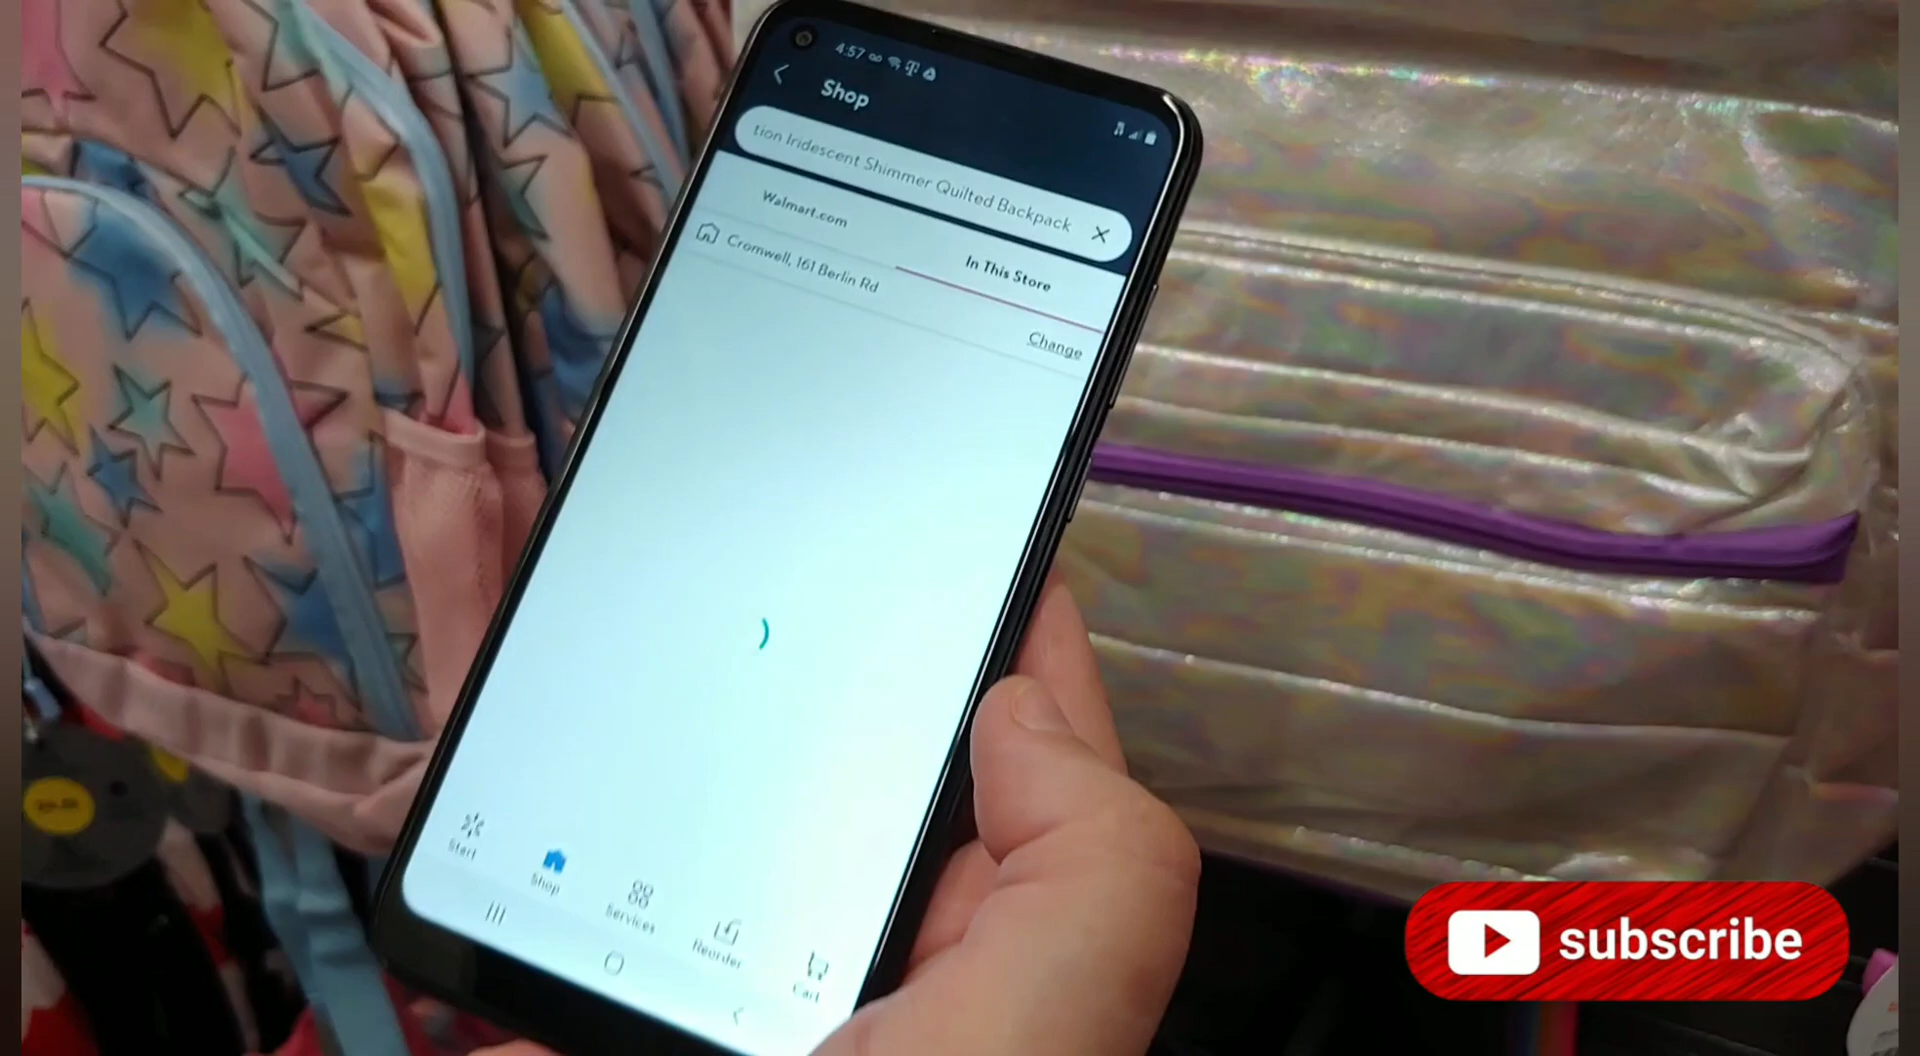 4:57
Shop
tion Iridescent Shimmer Quilted Backpack
Walmart.com
In This Store
Cromwell, 161 Berlin Rd
Change
Start
Shop
Services
Reorder
Cart
subscribe